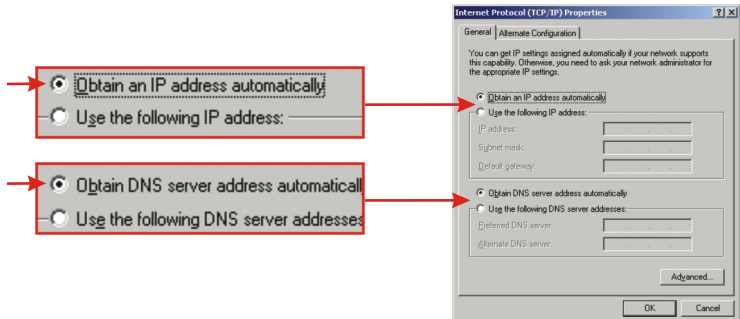 Obtain an IP address automatically
Use the following IP address:
Obtain DNS server address automaticall
Use the following DNS server addresses
Internet Protocol (TCP/IP) Properties
General
Alternate Configuration
You can get IP settings assigned automatically if your network supports
this capability. Otherwise, you need to ask your network administrator for
the appropriate IP settings.
Obtain an IP address automatically
Use the following IP address:
IP address:
Subnet mask:
Default gateway:
Obtain DNS server address automatically
Use the following DNS server addresses:
Preferred DNS server:
Alternate DNS server:
Advanced...
OK Cancel